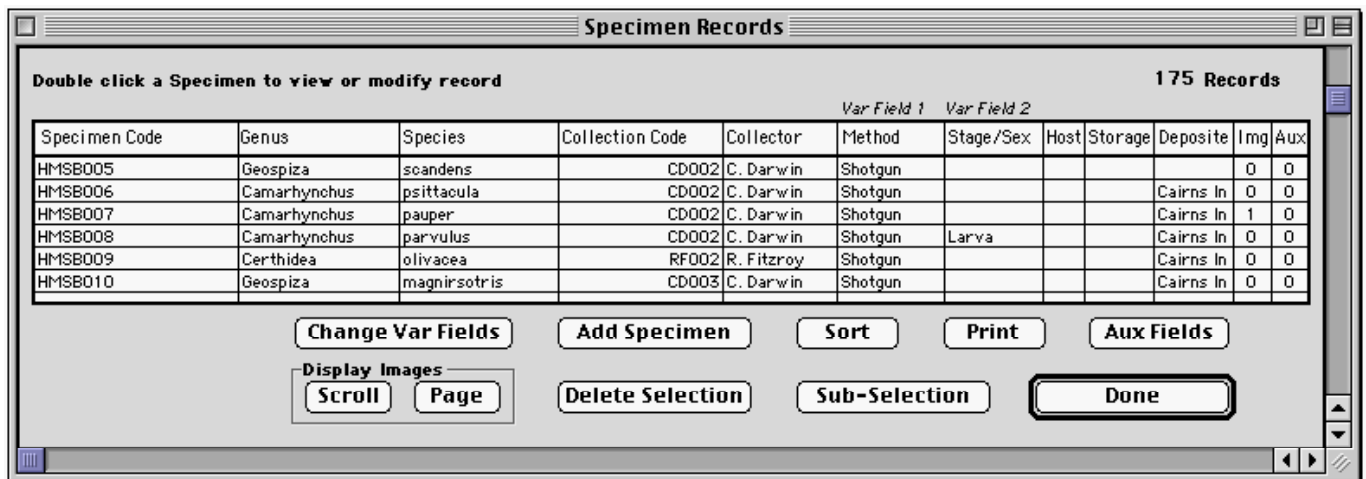 Specimen Records
Double click a Specimen to view or modify record 175 Records
Var Field 1 Var Field 2
Specimen Code Genus Species Collection Code Collector Method Stage/Sex Host Storage Deposite Img Aux
HMSB005 Geospiza scandens CD002 C. Darwin Shotgun 0 0
HMSB006 Camarhynchus psittacula CD002 C. Darwin Shotgun Cairns In 0 0
HMSB007 Camarhynchus pauper CD002 C. Darwin Shotgun Cairns In 1 0
HMSB008 Camarhynchus parvulus CD002 C. Darwin Shotgun Larva Cairns In 0 0
HMSB009 Certhidea olivacea RF002 R. Fitzroy Shotgun Cairns In 0 0
HMSB010 Geospiza magnirsotris CD003 C. Darwin Shotgun Cairns In 0 0
Change Var Fields Add Specimen Sort Print Aux Fields
Display Images
Scroll Page Delete Selection Sub-Selection Done